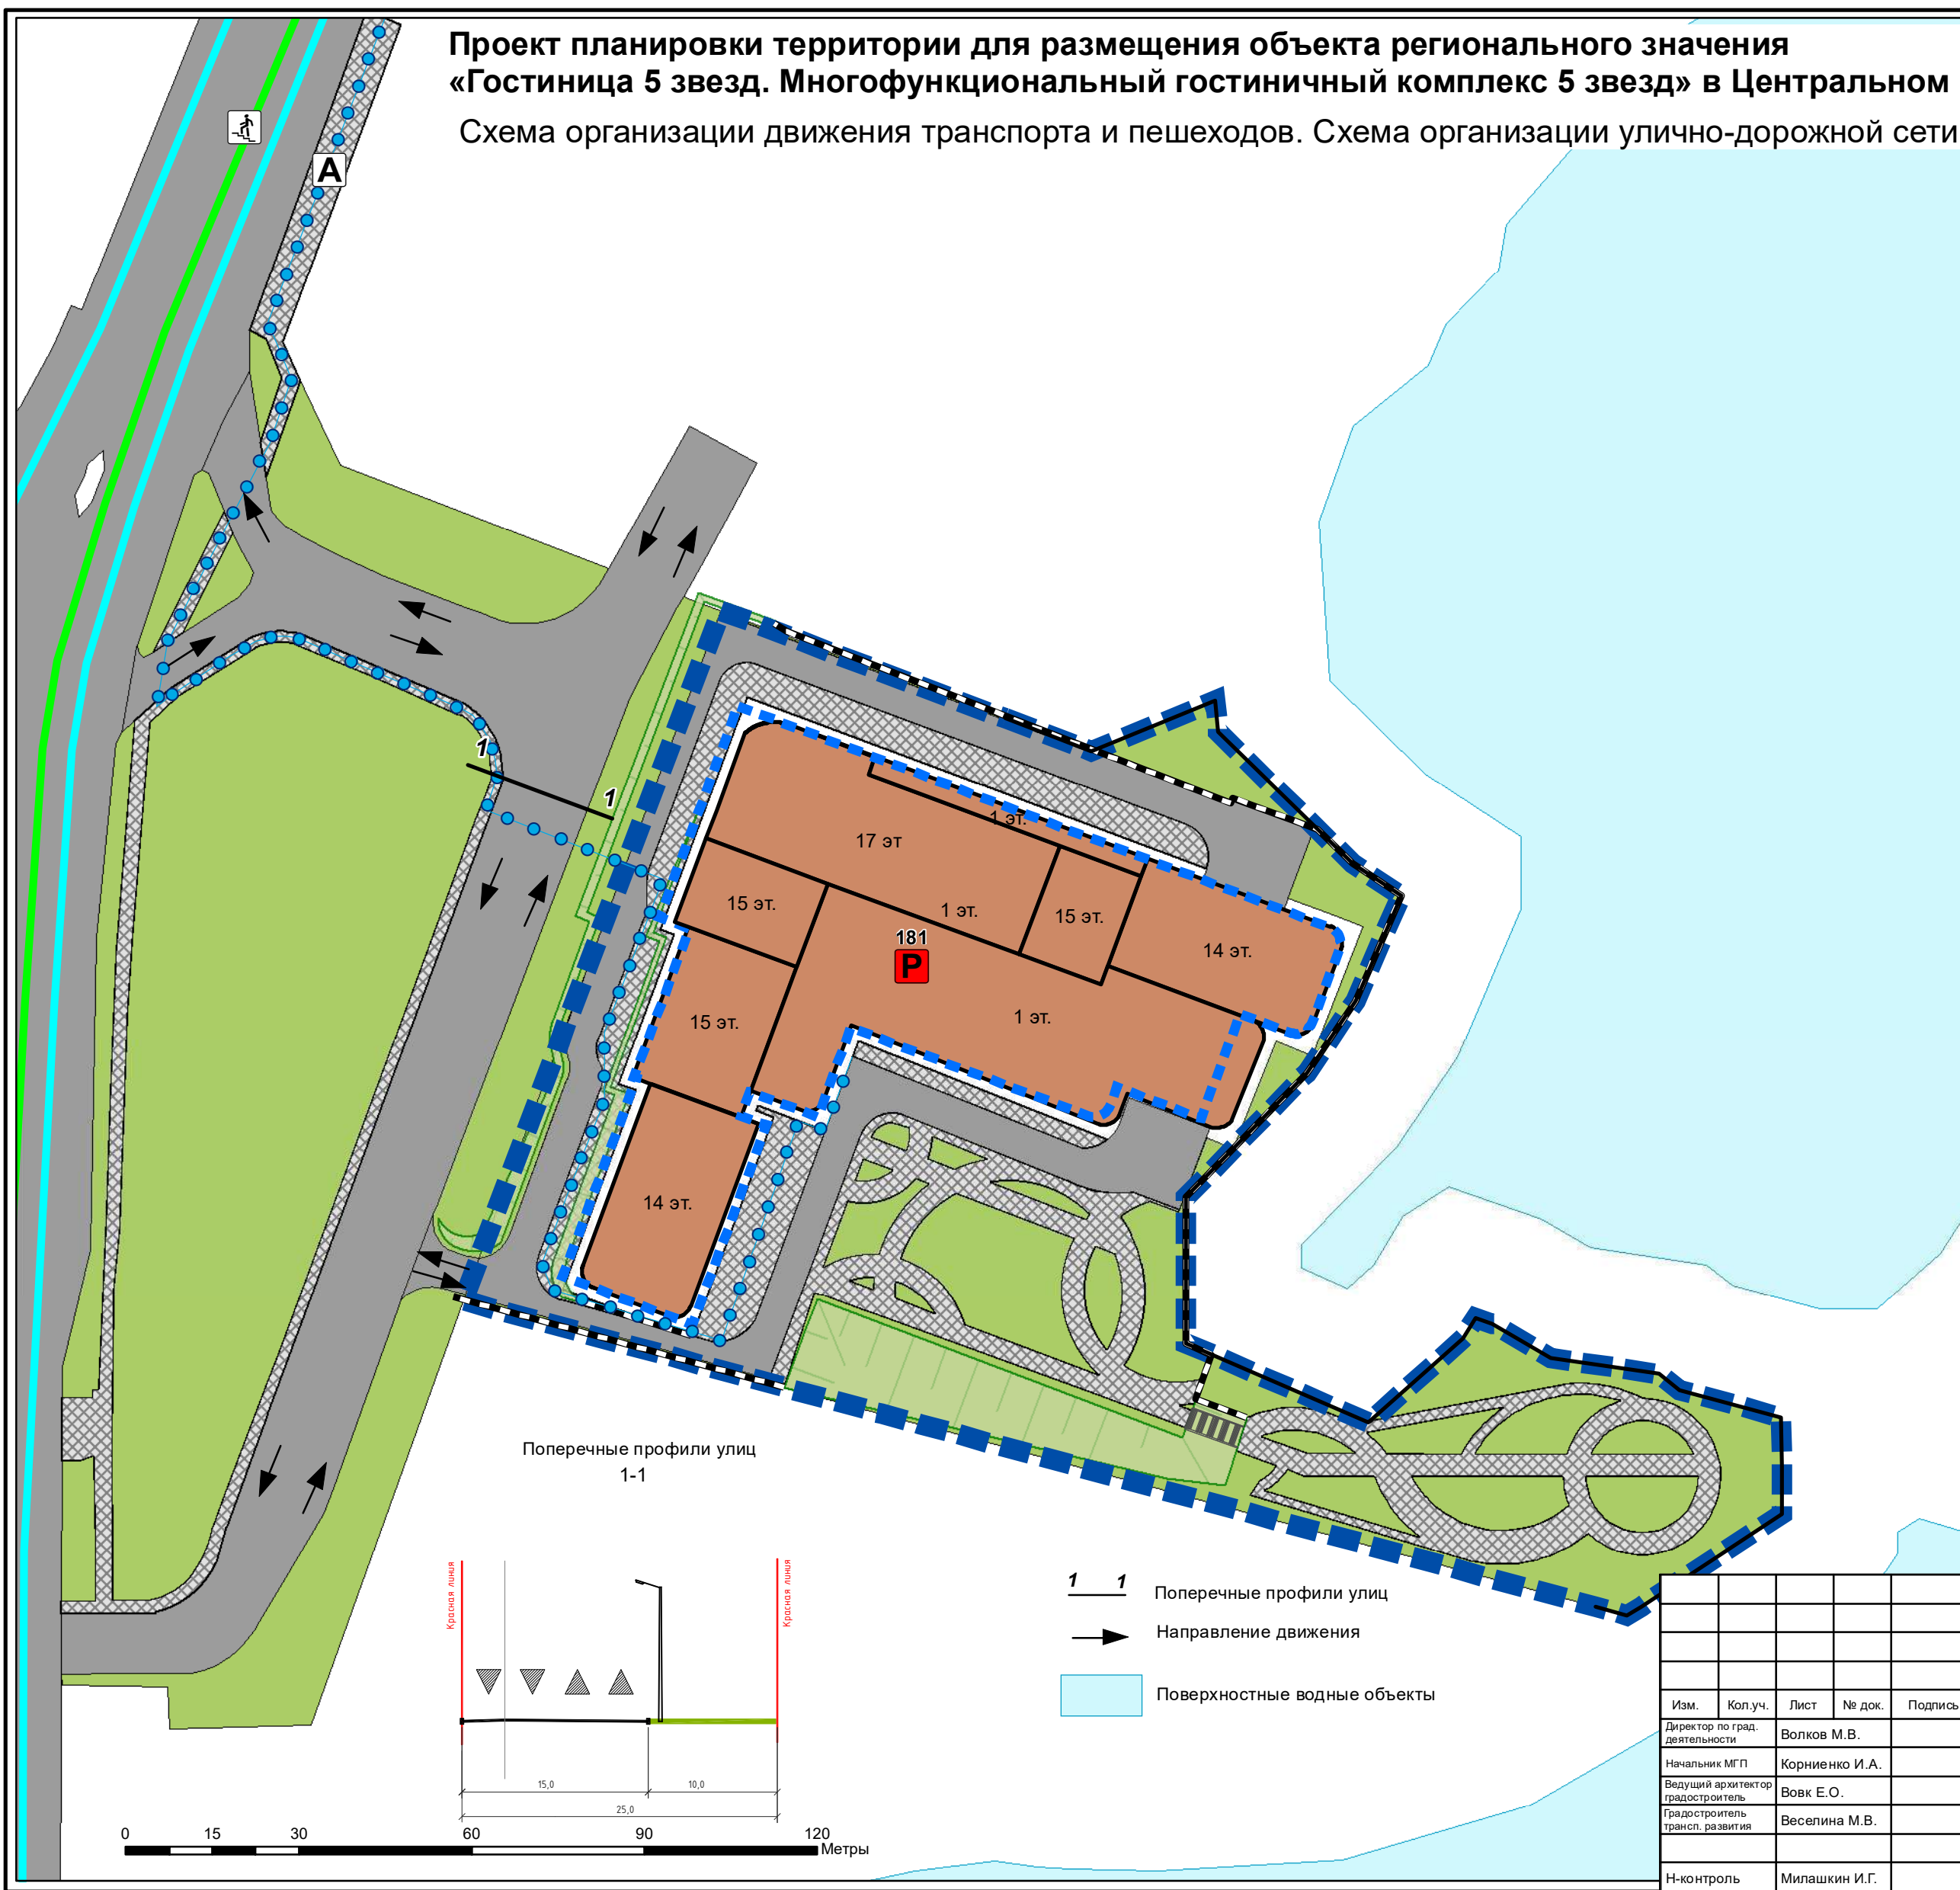 Проект планировки территории для размещения объекта регионального значения
«Гостиница 5 звезд. Многофункциональный гостиничный комплекс 5 звезд» в Центральном
Схема организации движения транспорта и пешеходов. Схема организации улично-дорожной сети
А
1
1
1 эт.
17 эт
15 эт.
1 эт.
15 эт.
181
P
14 эт.
15 эт.
1 эт.
14 эт.
Поперечные профили улиц
1-1
Красная линия
Красная линия
15,0
10,0
25,0
0 15 30 60 90 120
Метры
1 1
Поперечные профили улиц
Направление движения
Поверхностные водные объекты
Изм. Кол.уч. Лист № док. Подпись
Директор по град.
деятельности
Волков М.В.
Начальник МГП
Корниенко И.А.
Ведущий архитектор
градостроитель
Вовк Е.О.
Градостроитель
трансп. развития
Веселина М.В.
Н-контроль
Милашкин И.Г.